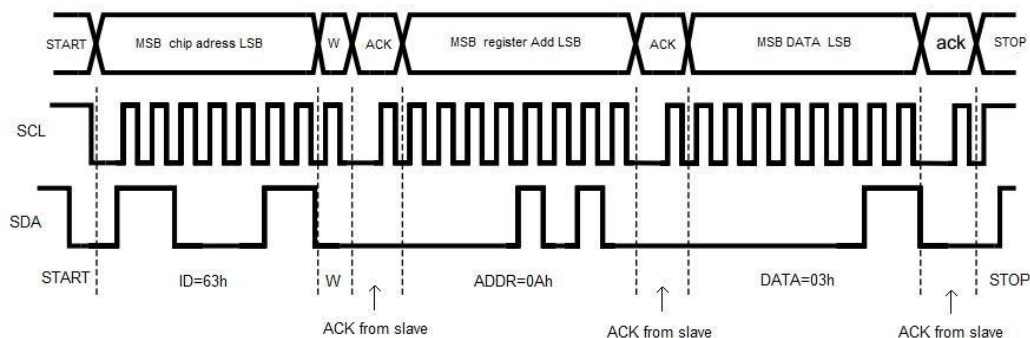 START MSB chip adress LSB W ACK MSB register Add LSB ACK MSB DATA LSB ack STOP
SCL
SDA
START ID=63h W ADDR=0Ah DATA=03h STOP
ACK from slave ACK from slave ACK from slave